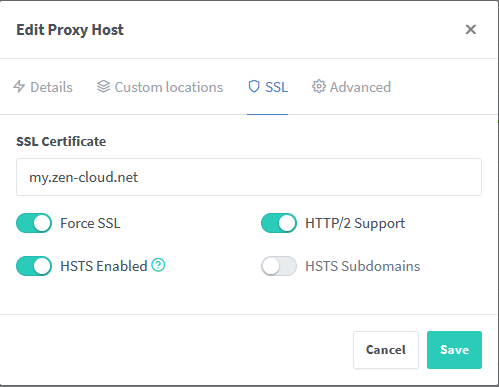 Edit Proxy Host
Details Custom locations SSL Advanced
SSL Certificate
my.zen-cloud.net
Force SSL HTTP/2 Support
HSTS Enabled HSTS Subdomains
Cancel Save